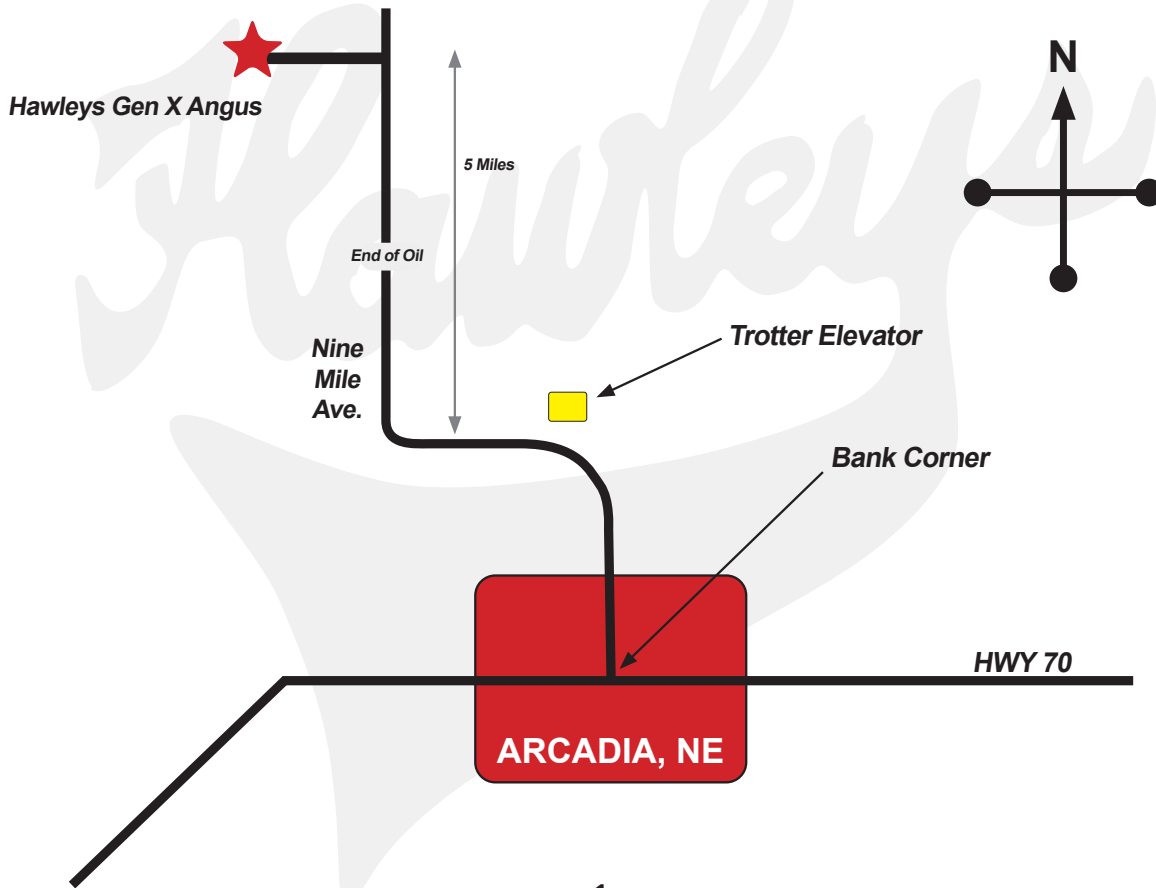 Hawleys
N
Hawleys Gen X Angus
5 Miles
End of Oil
Nine
Mile
Ave.
Trotter Elevator
Bank Corner
HWY 70
ARCADIA, NE